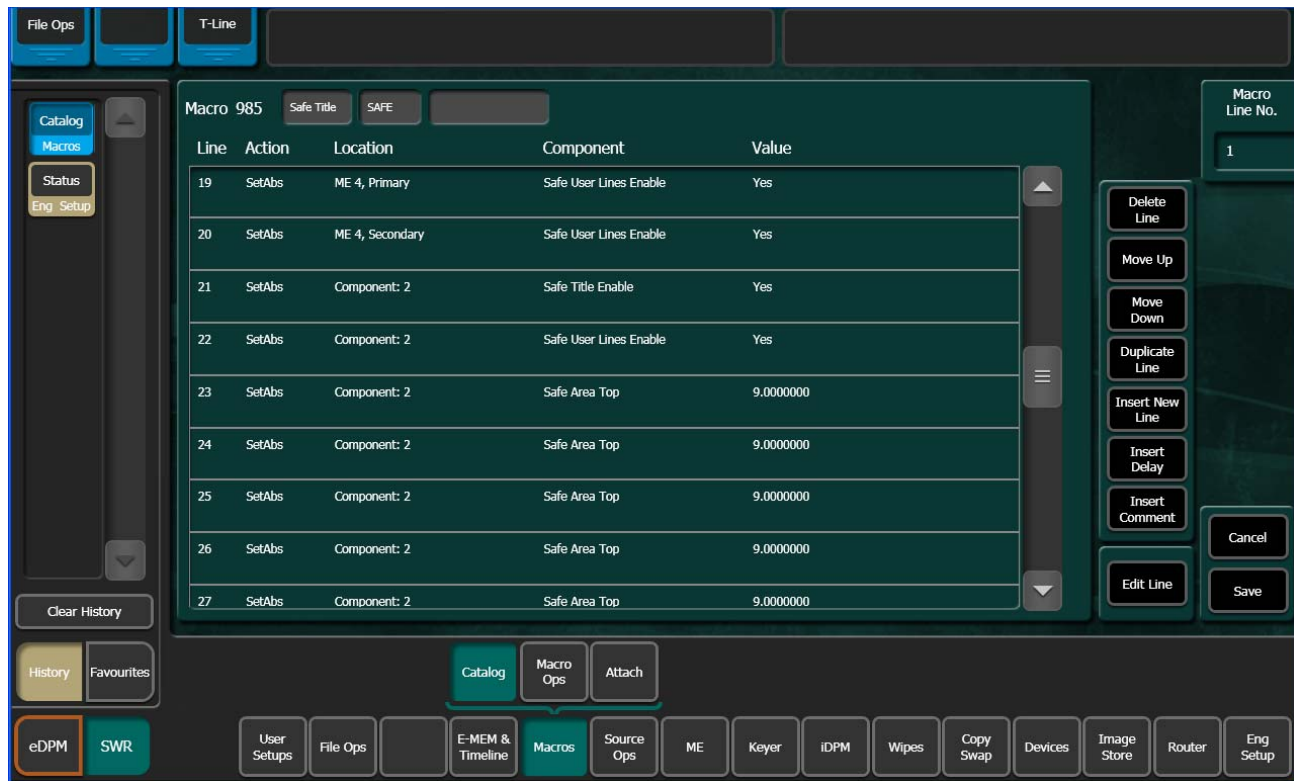 File Ops
T-Line
Catalog
Macros
Status
Eng Setup
Clear History
History
Favourites
eDPM
SWR
Macro 985 Safe Title SAFE
Line Action Location Component Value
19 SetAbs ME 4, Primary Safe User Lines Enable Yes
20 SetAbs ME 4, Secondary Safe User Lines Enable Yes
21 SetAbs Component: 2 Safe Title Enable Yes
22 SetAbs Component: 2 Safe User Lines Enable Yes
23 SetAbs Component: 2 Safe Area Top 9.0000000
24 SetAbs Component: 2 Safe Area Top 9.0000000
25 SetAbs Component: 2 Safe Area Top 9.0000000
26 SetAbs Component: 2 Safe Area Top 9.0000000
27 SetAbs Component: 2 Safe Area Top 9.0000000
Macro
Line No.
1
Delete
Line
Move Up
Move
Down
Duplicate
Line
Insert New
Line
Insert
Delay
Insert
Comment
Edit Line
Cancel
Save
Catalog
Macro
Ops
Attach
User
Setups
File Ops
E-MEM &
Timeline
Macros
Source
Ops
ME
Keyer
iDPM
Wipes
Copy
Swap
Devices
Image
Store
Router
Eng
Setup